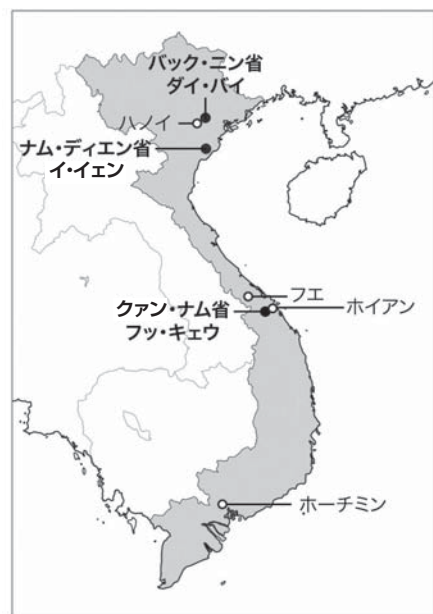 バック・ニン省
ダイ・バイ
ハノイ
ナム・ディエン省
イ・イェン
フエ
クァン・ナム省
ホイアン
フッ・キェウ
ホーチミン